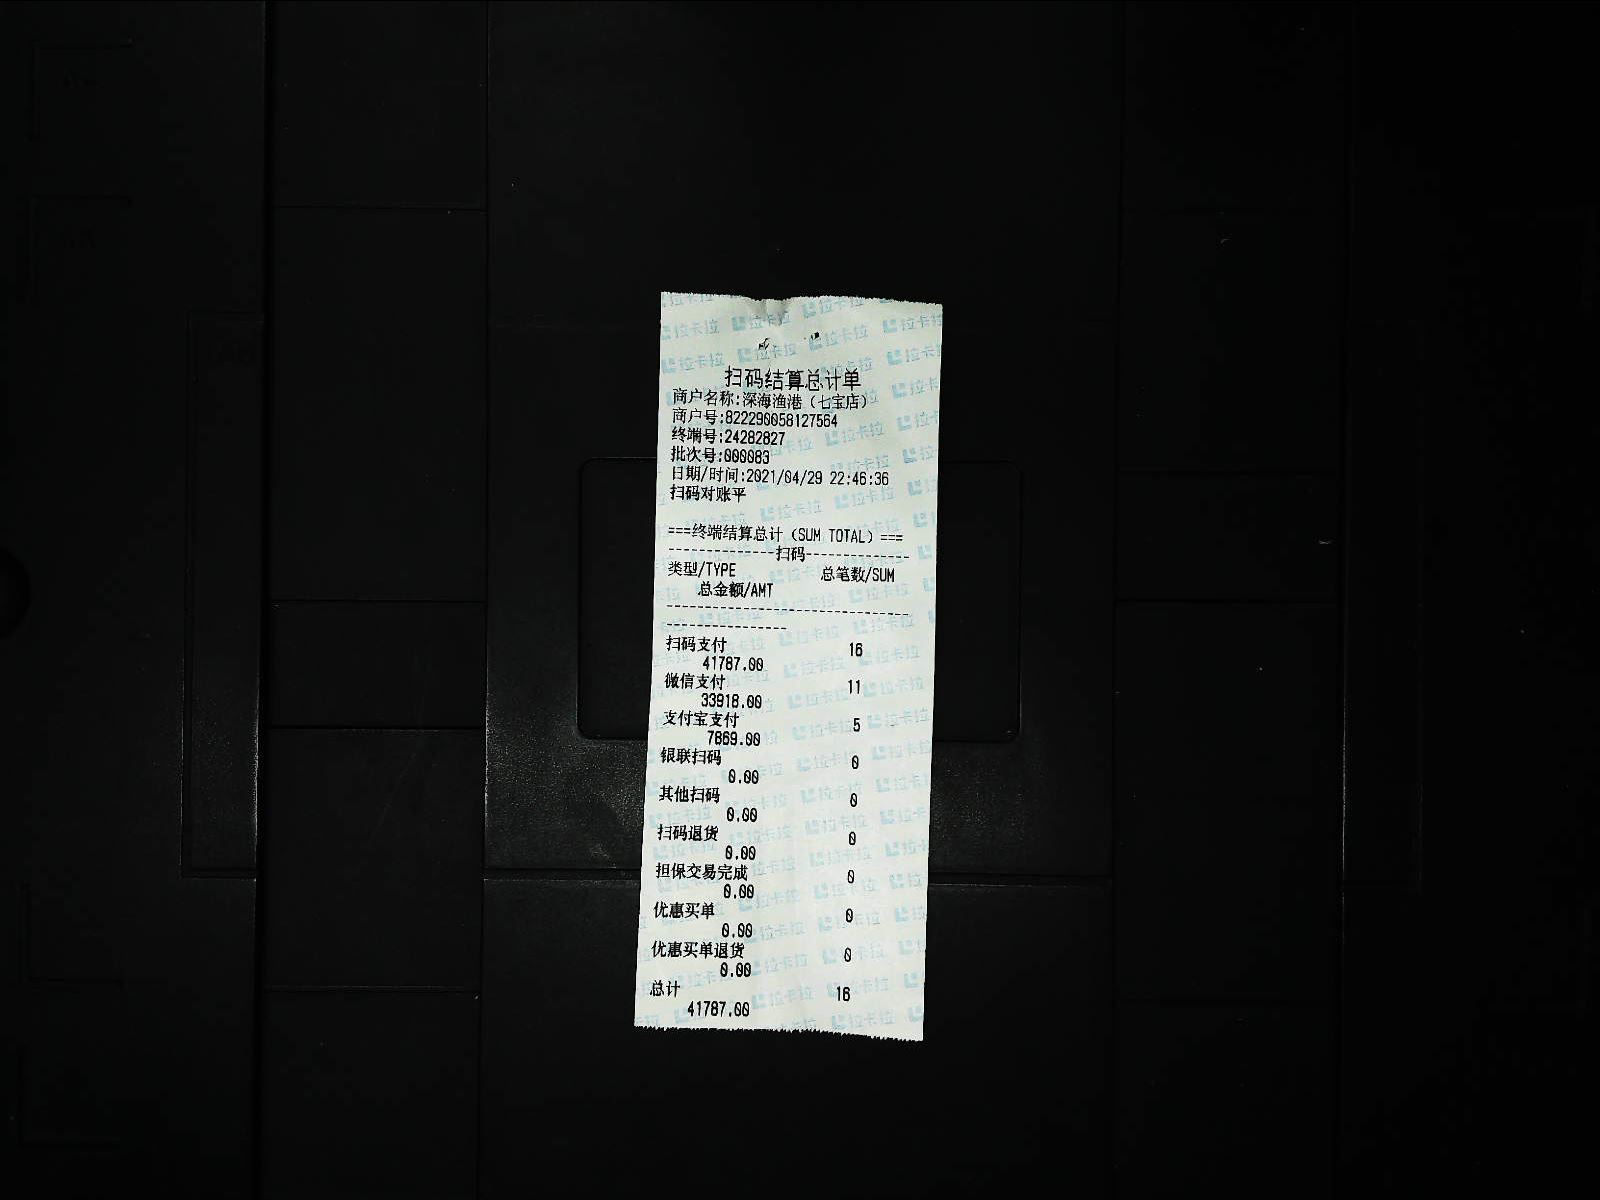 扫码结算总计单
商户名称:深海渔港（七宝店）
商户号:822290058127564
终端号:24282827
批次号:000083
日期/时间:2021/04/29 22:46:36
扫码对账平
===终端结算总计（SUM TOTAL）===
--------------扫码--------------
类型/TYPE 总笔数/SUM
总金额/AMT
--------------------------------
----------------
扫码支付 16
41787.00
微信支付 11
33918.00
支付宝支付 5
7869.00
银联扫码 0
0.00
其他扫码 0
0.00
扫码退货 0
0.00
担保交易完成 0
0.00
优惠买单 0
0.00
优惠买单退货 0
0.00
总计 16
41787.00